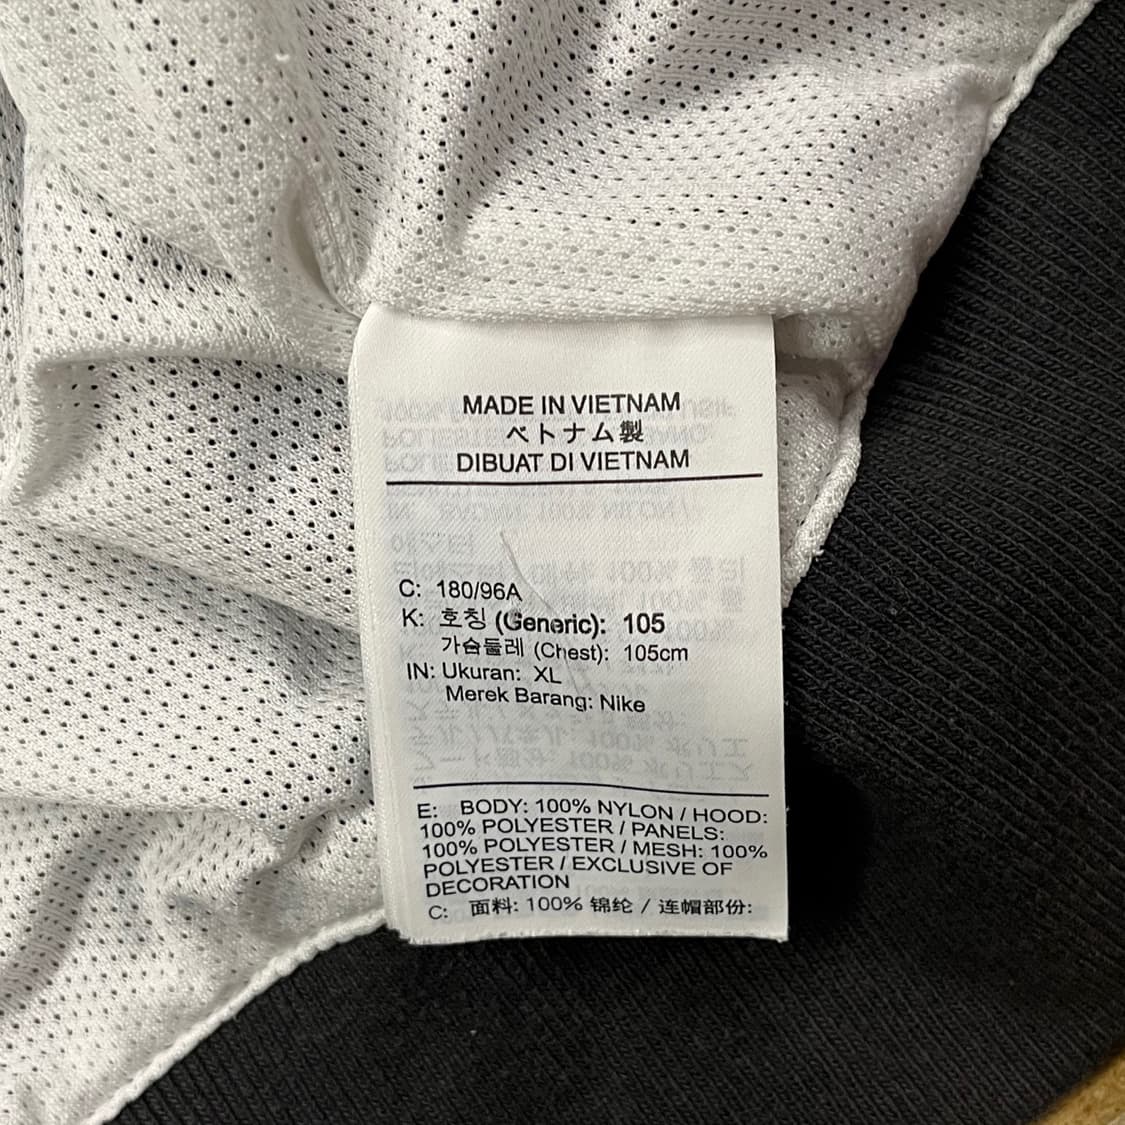 MADE IN VIETNAM
ベトナム製
DIBUAT DI VIETNAM
C: 180/96A
K: 호칭 (Generic): 105
가슴둘레 (Chest): 105cm
IN: Ukuran: XL
Merek Barang: Nike
E: BODY: 100% NYLON / HOOD:
100% POLYESTER / PANELS:
100% POLYESTER / MESH: 100%
POLYESTER / EXCLUSIVE OF
DECORATION
C: 面料: 100% 锦纶 / 连帽部份: